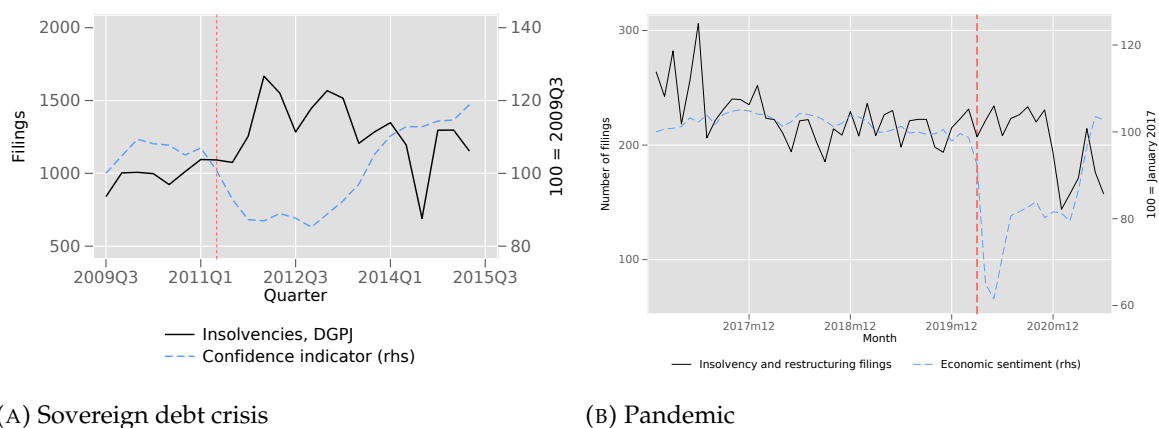 2000
1500
1000
500
Filings
140
120
100
80
100 = 2009Q3
2009Q3 2011Q1 2012Q3 2014Q1 2015Q3
Quarter
Insolvencies, DGPJ
Confidence indicator (rhs)
(A) Sovereign debt crisis
300
200
100
Number of filings
120
100
80
60
100 = January 2017
2017m12 2018m12 2019m12 2020m12
Month
Insolvency and restructuring filings Economic sentiment (rhs)
(B) Pandemic